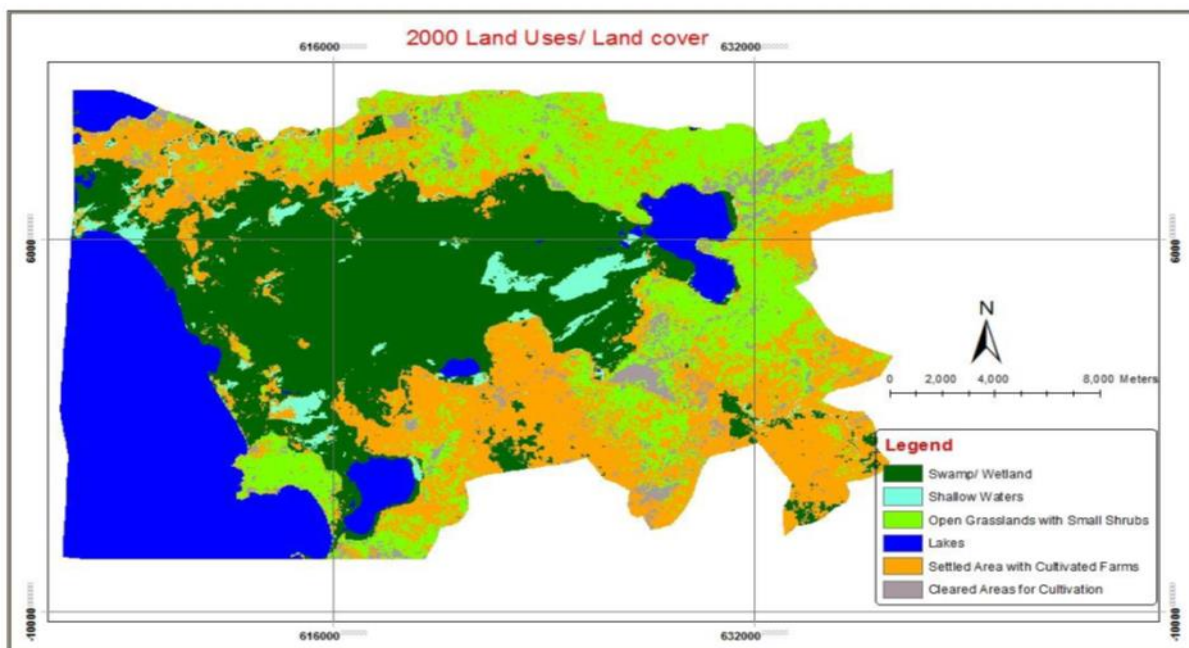 2000 Land Uses/ Land cover
616000
632000
6000
6000
N
0 2,000 4,000 8,000 Meters
Legend
Swamp/ Wetland
Shallow Waters
Open Grasslands with Small Shrubs
Lakes
Settled Area with Cultivated Farms
Cleared Areas for Cultivation
-10000
-10000
616000
632000